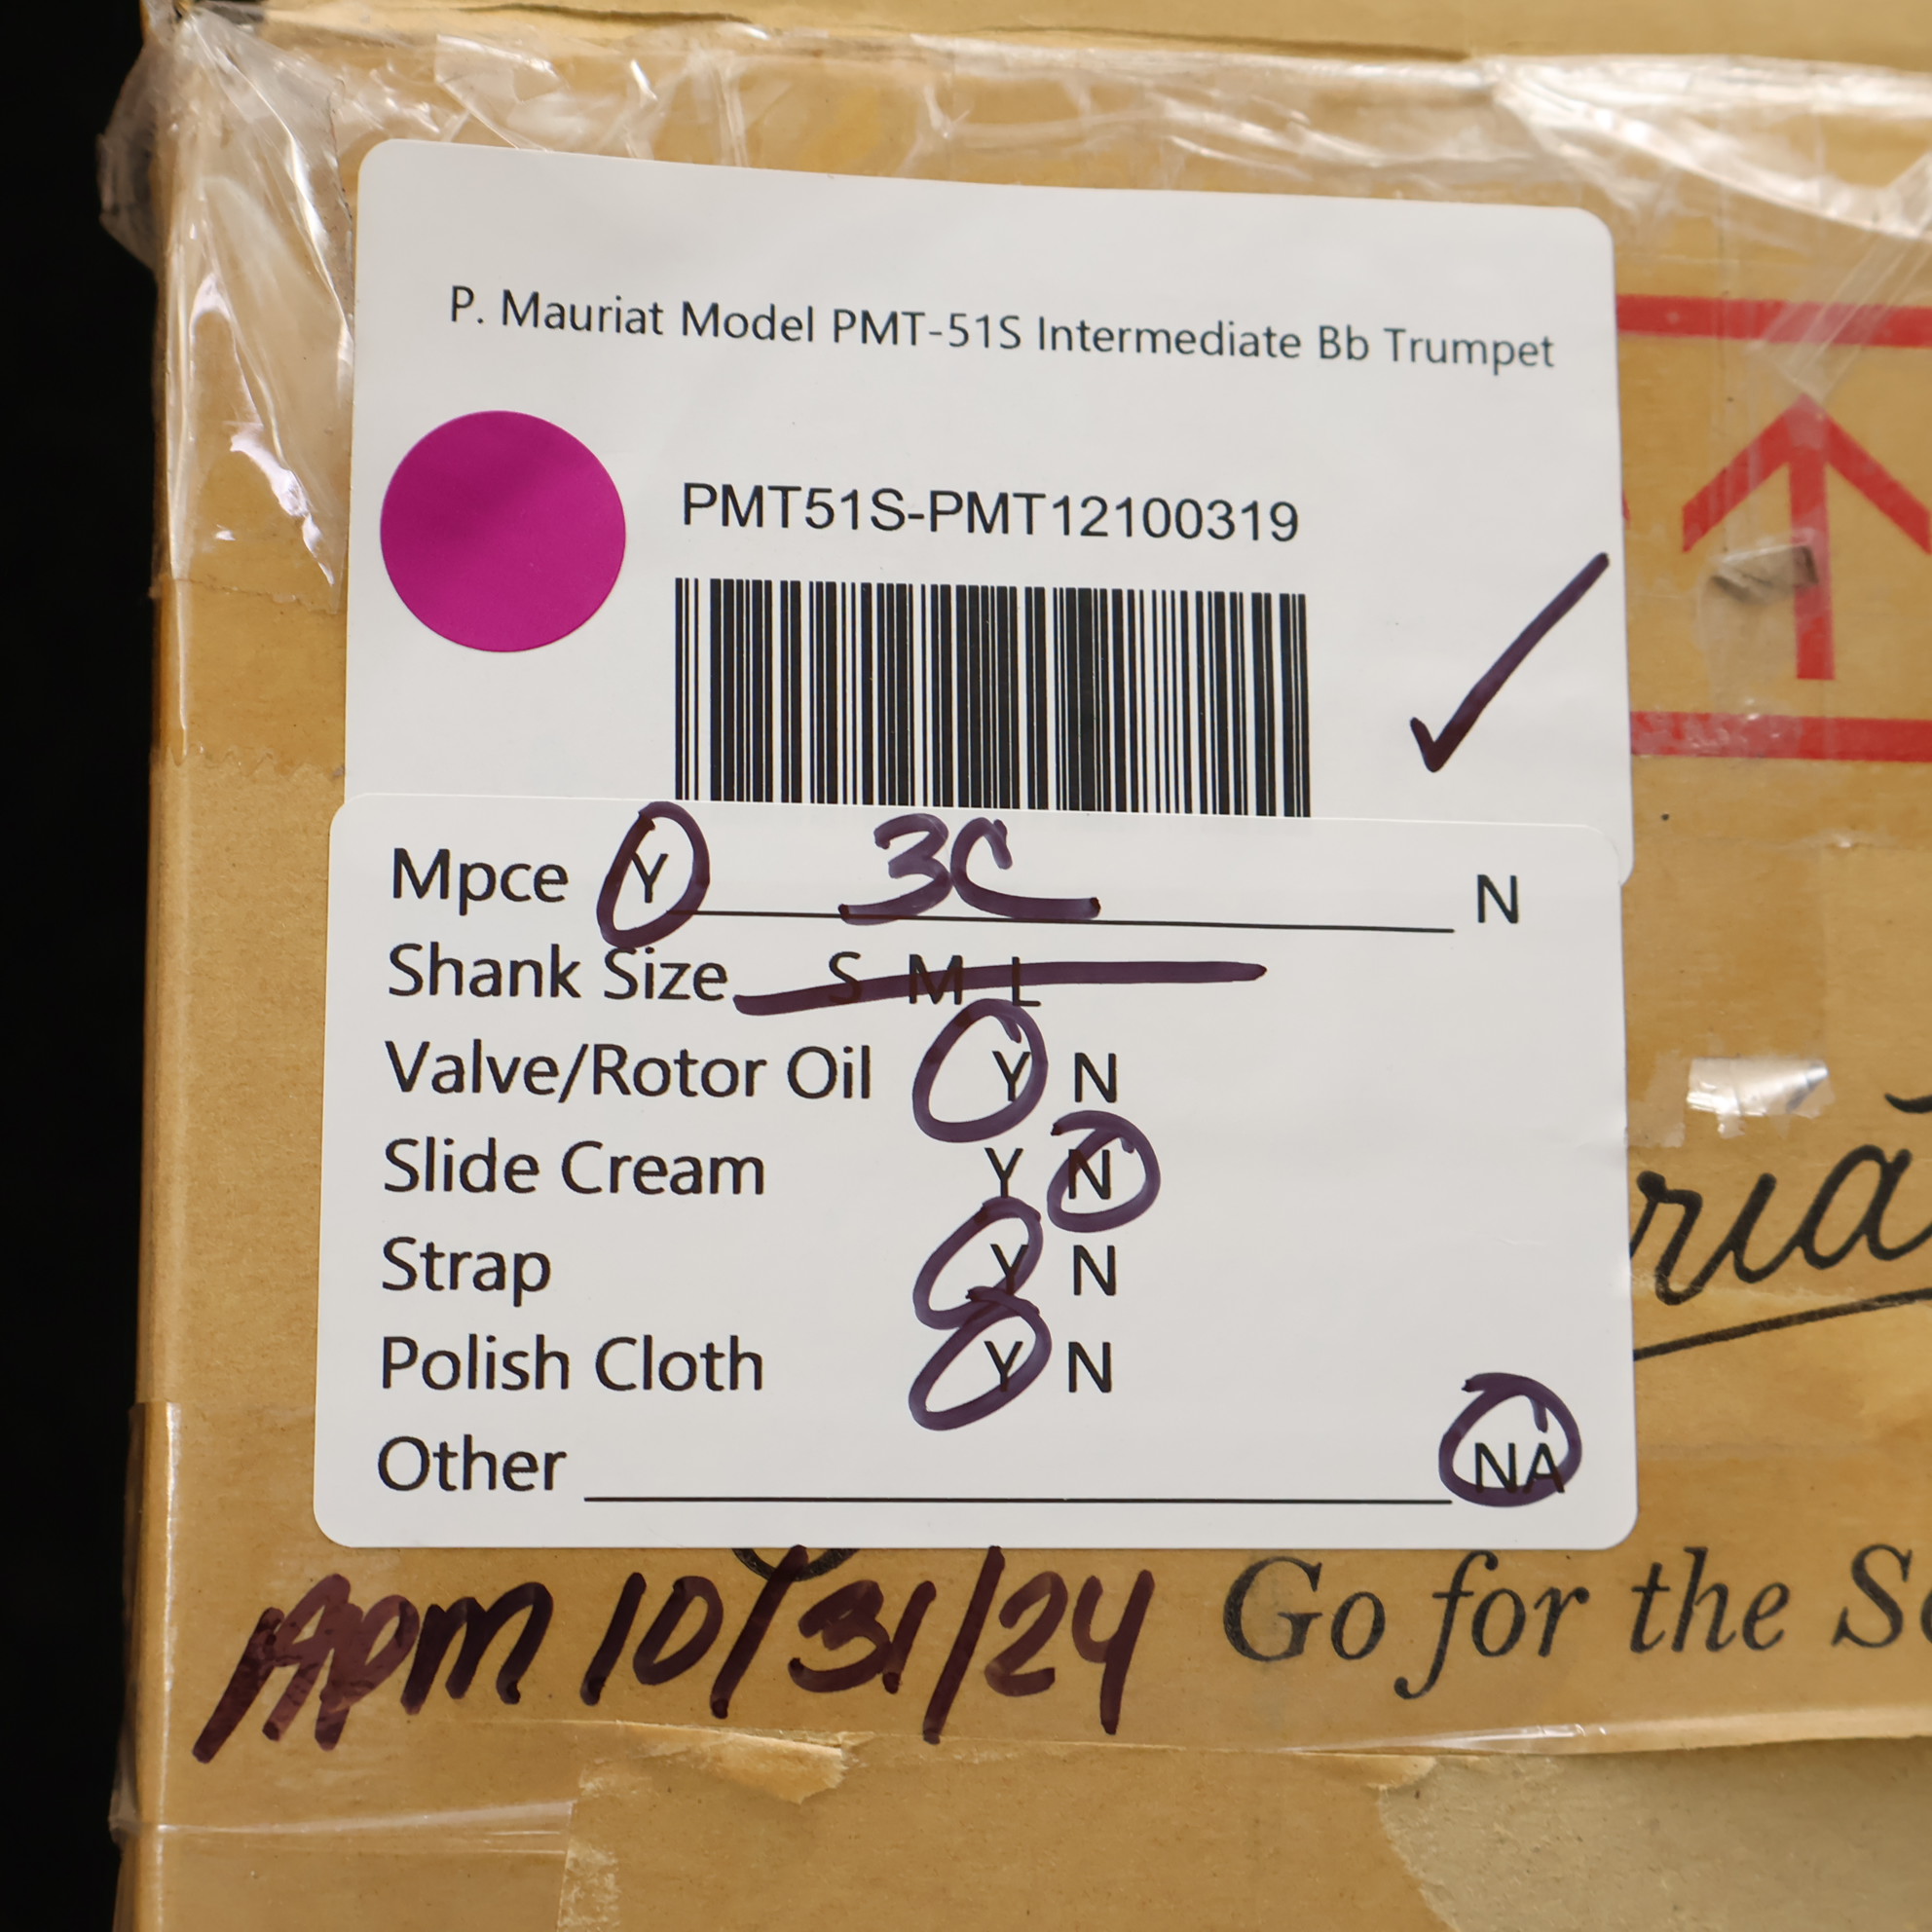 P. Mauriat Model PMT-51S Intermediate Bb Trumpet
PMT51S-PMT12100319
Mpce Y 3C N
Shank Size S M L
Valve/Rotor Oil Y N
Slide Cream Y N
Strap Y N
Polish Cloth Y N
Other NA
10/31/24
Go for the